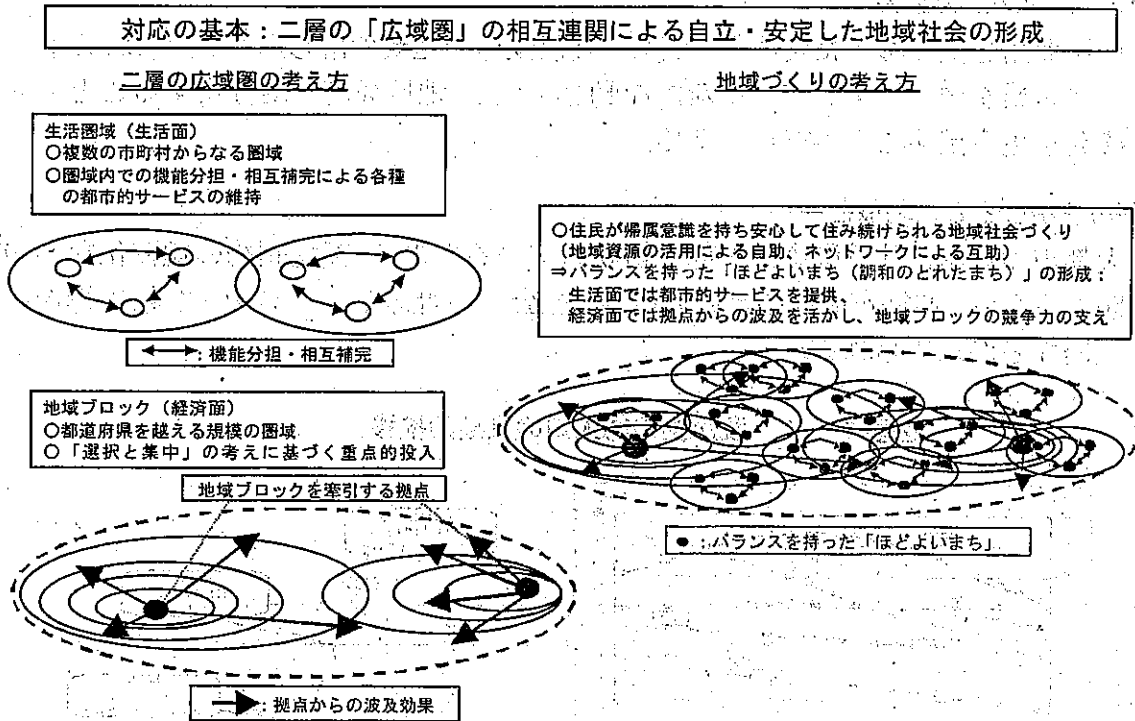 対応の基本：二層の「広域圏」の相互連関による自立・安定した地域社会の形成
二層の広域圏の考え方
生活圏域（生活面）
○複数の市町村からなる圏域
○圏域内での機能分担・相互補完による各種
の都市的サービスの維持
：機能分担・相互補完
地域ブロック（経済面）
○都道府県を越える規模の圏域
○「選択と集中」の考えに基づく重点的投入
地域ブロックを牽引する拠点
：拠点からの波及効果
地域づくりの考え方
○住民が帰属意識を持ち安心して住み続けられる地域社会づくり
（地域資源の活用による自助、ネットワークによる互助）
⇒バランスを持った「ほどよいまち（調和のとれたまち）」の形成：
生活面では都市的サービスを提供、
経済面では拠点からの波及を活かし、地域ブロックの競争力の支え
●：バランスを持った「ほどよいまち」